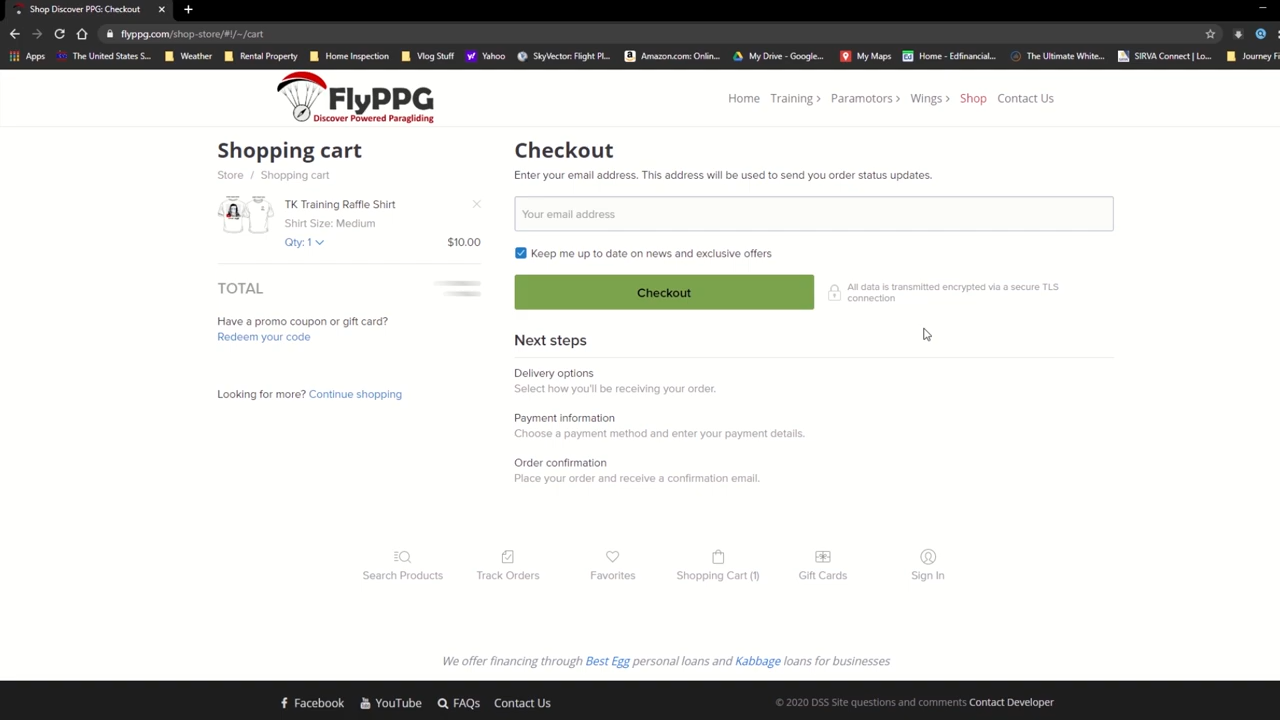 Shop Discover PPG: Checkout
flyppg.com/shop-store/#!/~/cart
Apps
The United States S...
Weather
Rental Property
Home Inspection
Vlog Stuff
Yahoo
SkyVector: Flight Pl...
Amazon.com: Onlin...
My Drive - Google...
My Maps
Home - Edfinancial...
The Ultimate White...
SIRVA Connect | Lo...
Journey F
FlyPPG
Discover Powered Paragliding
Home
Training
Paramotors
Wings
Shop
Contact Us
Shopping cart
Store / Shopping cart
TK Training Raffle Shirt
Shirt Size: Medium
Qty: 1
$10.00
TOTAL
Have a promo coupon or gift card?
Redeem your code
Looking for more? Continue shopping
Checkout
Enter your email address. This address will be used to send you order status updates.
Your email address
Keep me up to date on news and exclusive offers
Checkout
All data is transmitted encrypted via a secure TLS
connection
Next steps
Delivery options
Select how you'll be receiving your order.
Payment information
Choose a payment method and enter your payment details.
Order confirmation
Place your order and receive a confirmation email.
Search Products
Track Orders
Favorites
Shopping Cart (1)
Gift Cards
Sign In
We offer financing through Best Egg personal loans and Kabbage loans for businesses
Facebook
YouTube
FAQs
Contact Us
© 2020 DSS Site questions and comments Contact Developer